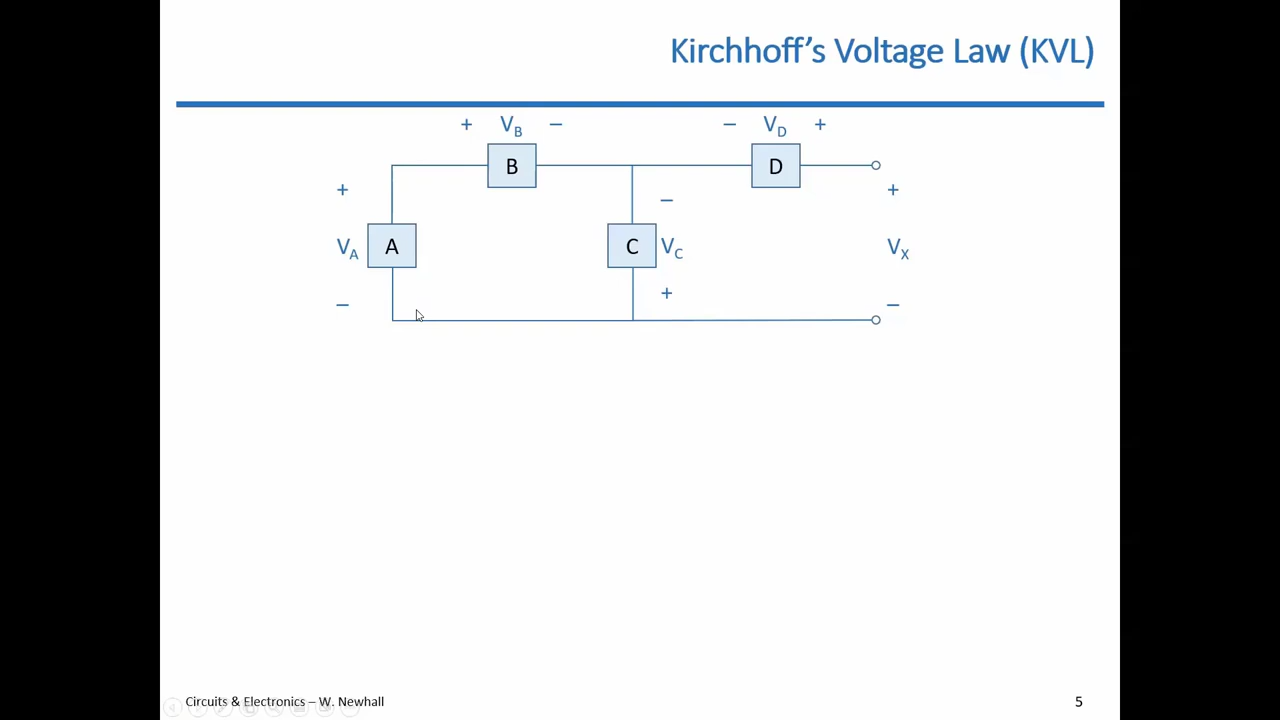 Kirchhoff's Voltage Law (KVL)
+ V_B − − V_D +
B D
+ − +
V_A A C V_C V_X
− + −
Circuits & Electronics – W. Newhall 5